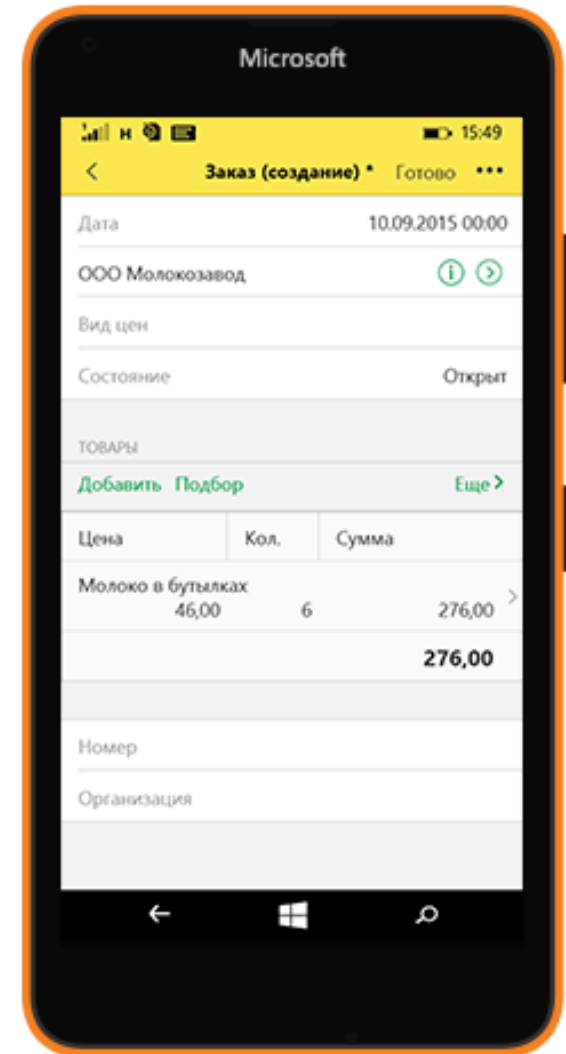 Microsoft
н 15:49
Заказ (создание) * Готово •••
Дата 10.09.2015 00:00
ООО Молокозавод
Вид цен
Состояние Открыт
ТОВАРЫ
Добавить Подбор Еще >
Цена Кол. Сумма
Молоко в бутылках
46,00 6 276,00
276,00
Номер
Организация